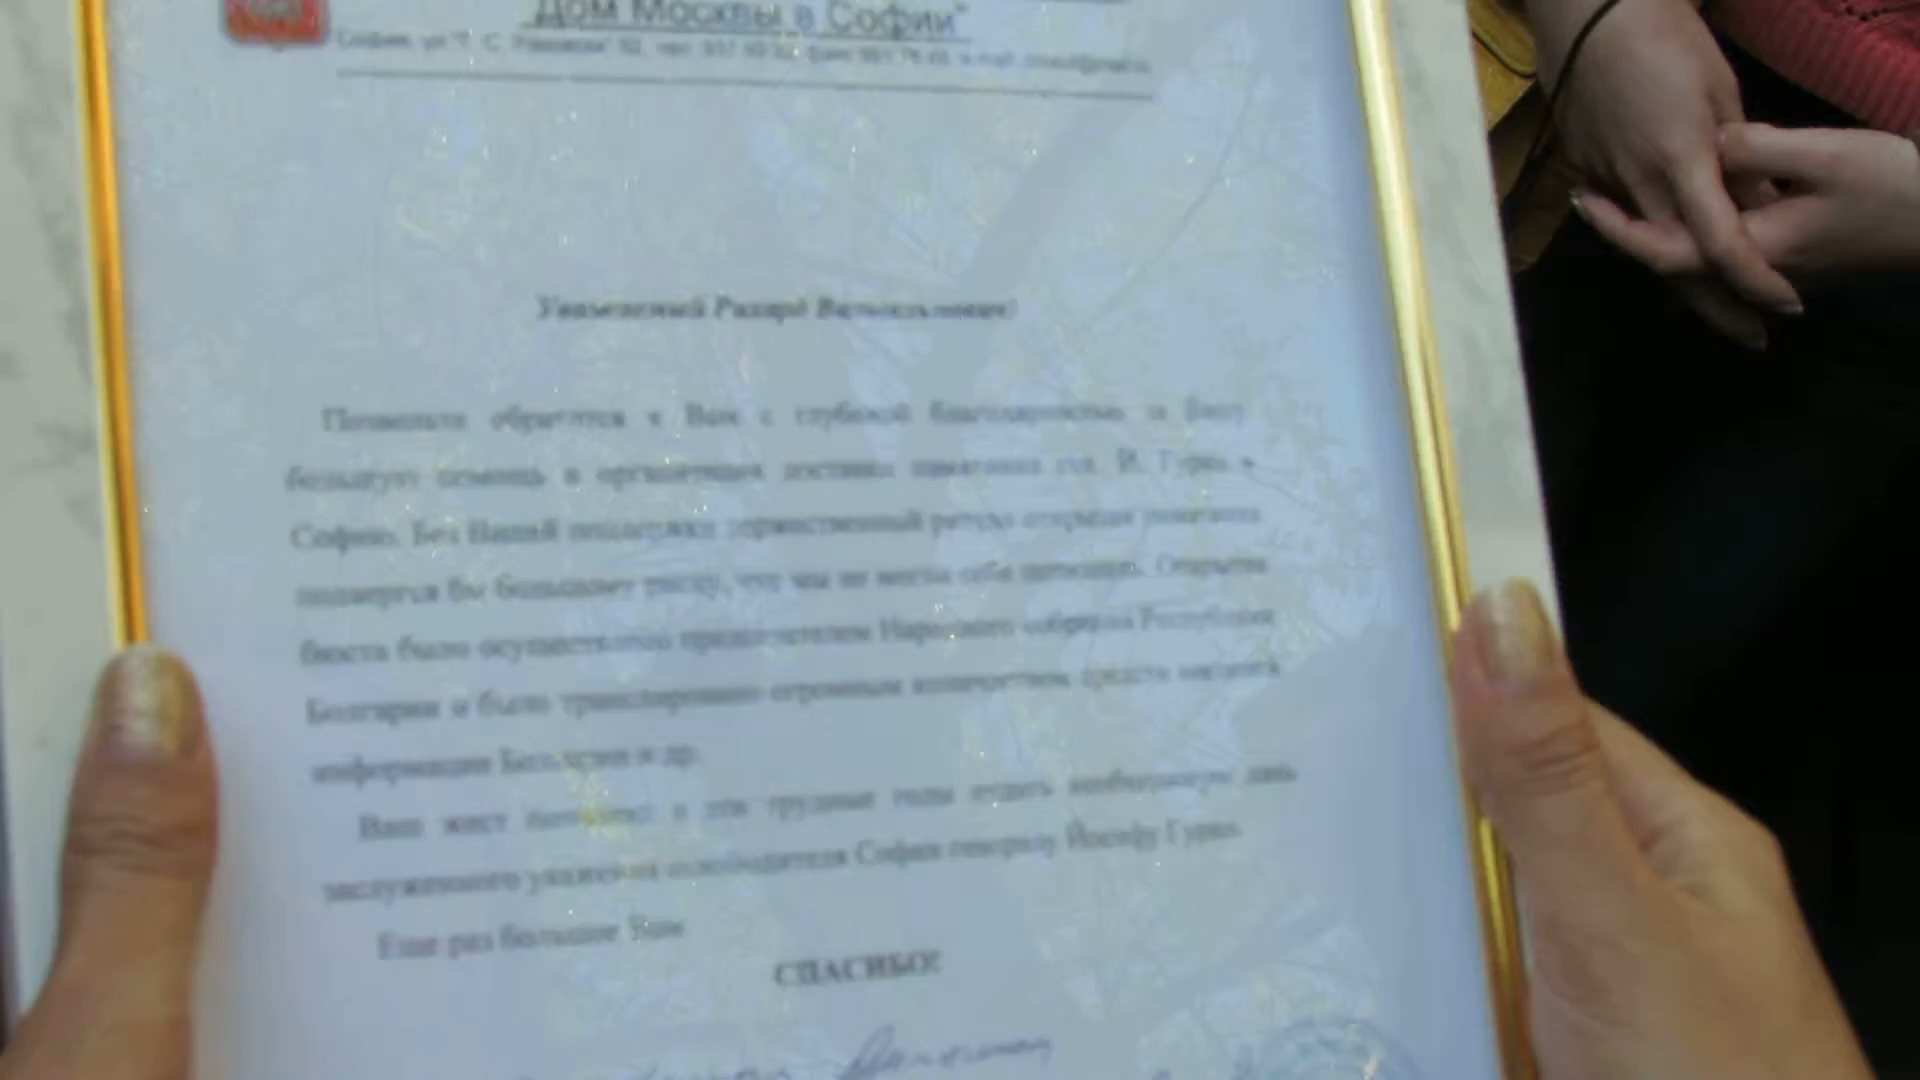 "Дом Москвы в Софии"
Уважаемый Рихард Вильгельмович!
Позвольте обратится к Вам с глубокой благодарностью за Вашу
большую помощь в организации доставки памятника ген. Й. Гурко в
Софию. Без Вашей поддержки торжественный ритуал открытия памятника
подвергся бы большому риску, что мы не могли себе позволить. Открытие
бюста было осуществлено председателем Народного собрания Республики
Болгарии и было транслировано огромным количеством средств массовой
информации Болгарии и др.
Ваш жест помогает в эти трудные годы отдать необходимую дань
заслуженного уважения освободителя Софии генералу Йосифу Гурко.
Еще раз большое Вам
СПАСИБО!